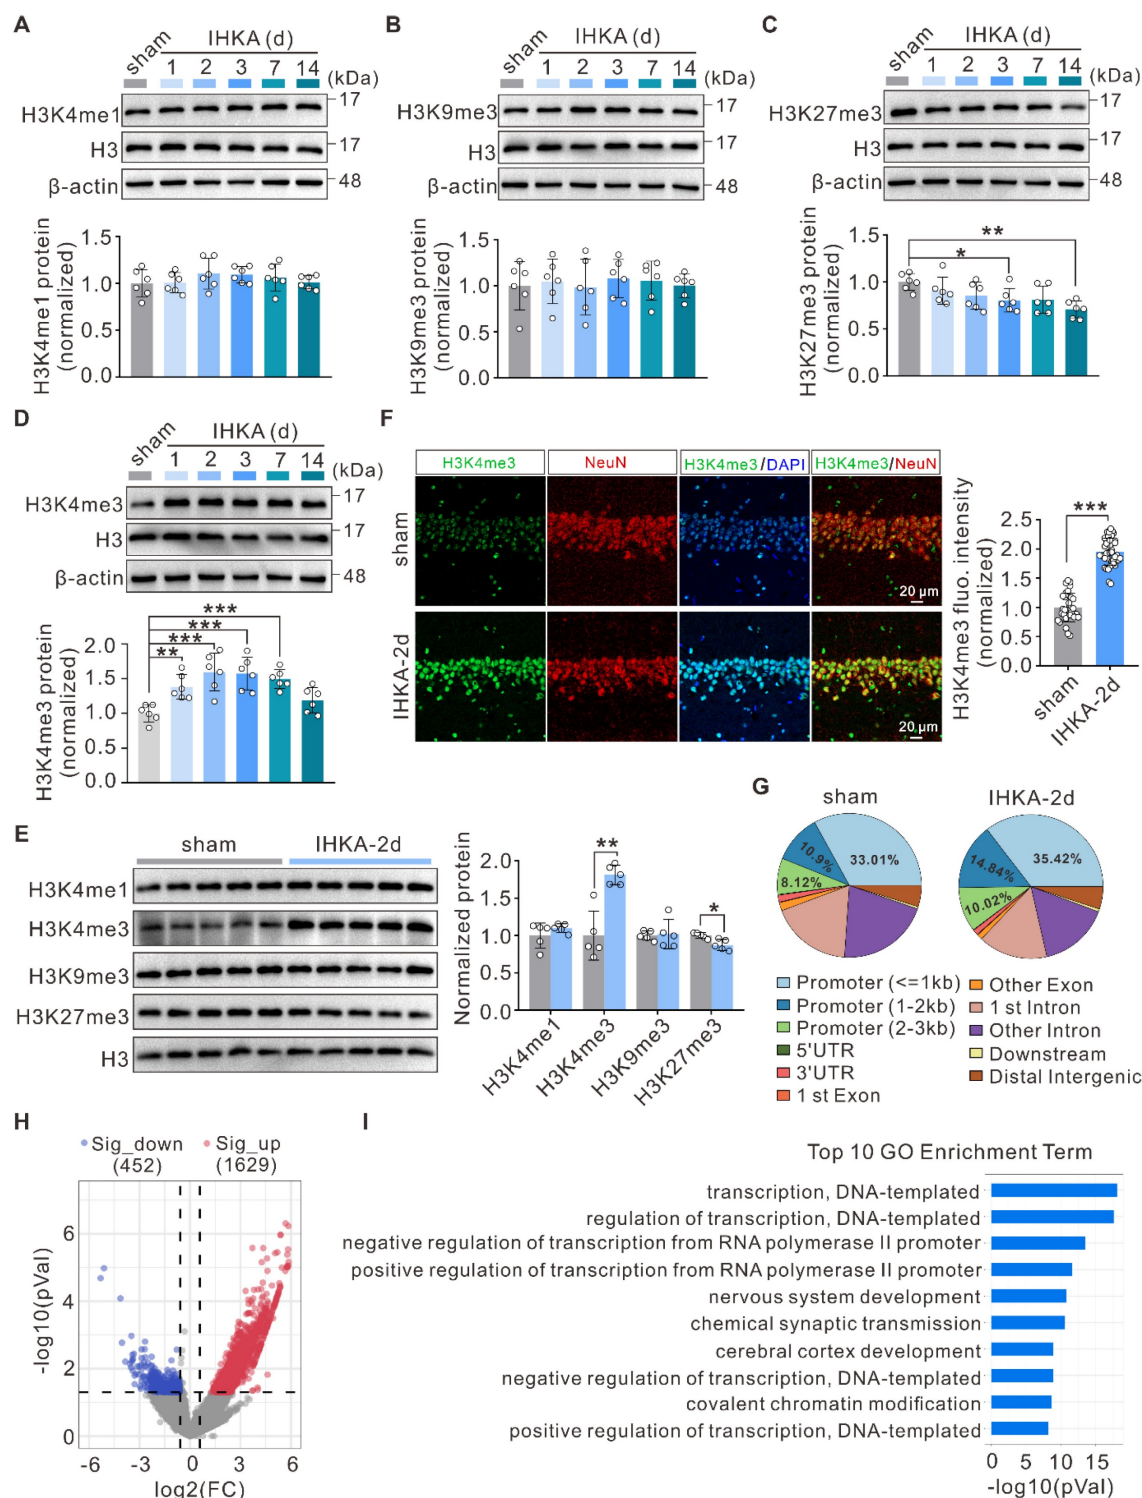 A
sham
IHKA (d)
1 2 3 7 14
(kDa)
H3K4me1
17
H3
17
β-actin
48
H3K4me1 protein
(normalized)
1.5
1.0
0.5
0.0
B
sham
IHKA (d)
1 2 3 7 14
(kDa)
H3K9me3
17
H3
17
β-actin
48
H3K9me3 protein
(normalized)
1.5
1.0
0.5
0.0
C
sham
IHKA (d)
1 2 3 7 14
(kDa)
H3K27me3
17
H3
17
β-actin
48
H3K27me3 protein
(normalized)
1.5
1.0
0.5
0.0
**
*
D
sham
IHKA (d)
1 2 3 7 14
(kDa)
H3K4me3
17
H3
17
β-actin
48
H3K4me3 protein
(normalized)
2.0
1.5
1.0
0.5
0.0
***
***
***
**
F
H3K4me3 NeuN H3K4me3/DAPI H3K4me3/NeuN
sham
20 µm
IHKA-2d
20 µm
H3K4me3 fluo. intensity
(normalized)
2.5
2.0
1.5
1.0
0.5
0.0
***
sham
IHKA-2d
E
sham IHKA-2d
H3K4me1
H3K4me3
H3K9me3
H3K27me3
H3
Normalized protein
2.0
1.5
1.0
0.5
0.0
**
*
H3K4me1
H3K4me3
H3K9me3
H3K27me3
G
sham
33.01%
10.9%
8.12%
IHKA-2d
35.42%
14.84%
10.02%
Promoter (<=1kb)
Promoter (1-2kb)
Promoter (2-3kb)
5'UTR
3'UTR
1 st Exon
Other Exon
1 st Intron
Other Intron
Downstream
Distal Intergenic
H
Sig_down
(452)
Sig_up
(1629)
-log10(pVal)
6
4
2
0
-6 -3 0 3 6
log2(FC)
I
Top 10 GO Enrichment Term
transcription, DNA-templated
regulation of transcription, DNA-templated
negative regulation of transcription from RNA polymerase II promoter
positive regulation of transcription from RNA polymerase II promoter
nervous system development
chemical synaptic transmission
cerebral cortex development
negative regulation of transcription, DNA-templated
covalent chromatin modification
positive regulation of transcription, DNA-templated
0 5 10 15
-log10(pVal)